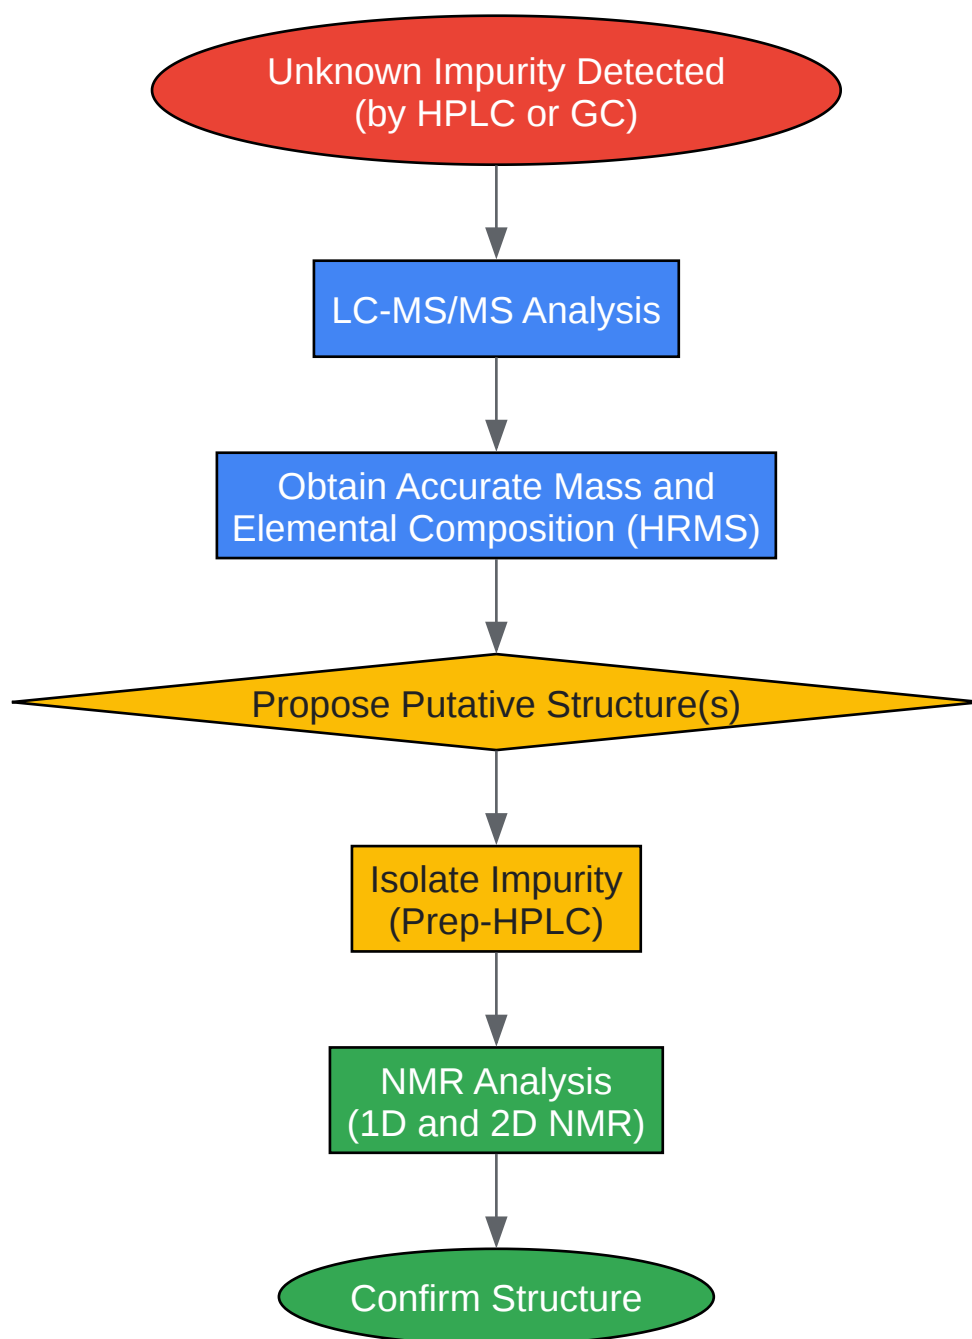 Unknown Impurity Detected
(by HPLC or GC)
LC-MS/MS Analysis
Obtain Accurate Mass and
Elemental Composition (HRMS)
Propose Putative Structure(s)
Isolate Impurity
(Prep-HPLC)
NMR Analysis
(1D and 2D NMR)
Confirm Structure